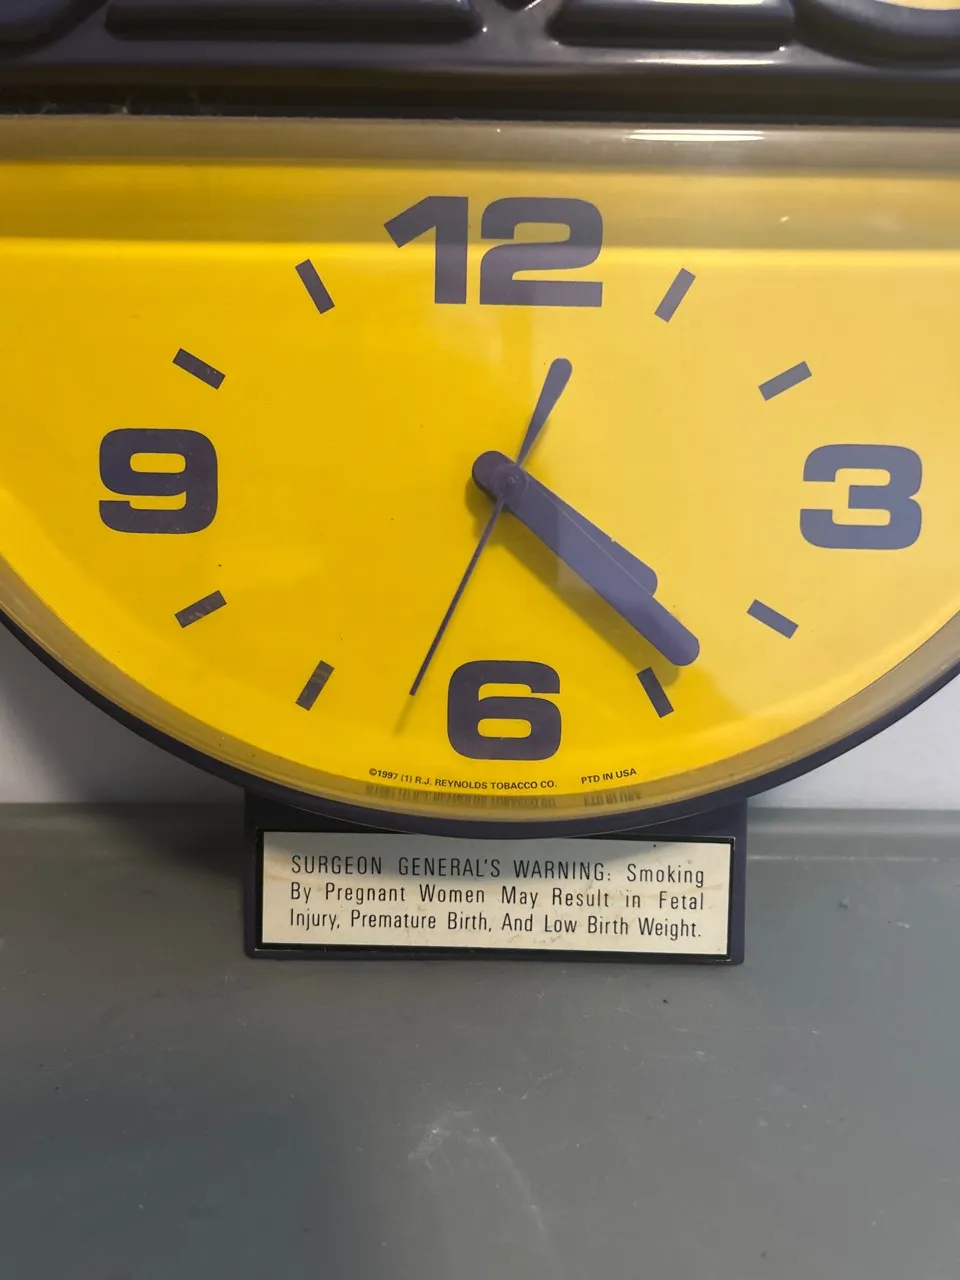 12
9
3
6
©1997 (1) R.J. REYNOLDS TOBACCO CO. PTD IN USA
SURGEON GENERAL'S WARNING: Smoking
By Pregnant Women May Result in Fetal
Injury, Premature Birth, And Low Birth Weight.